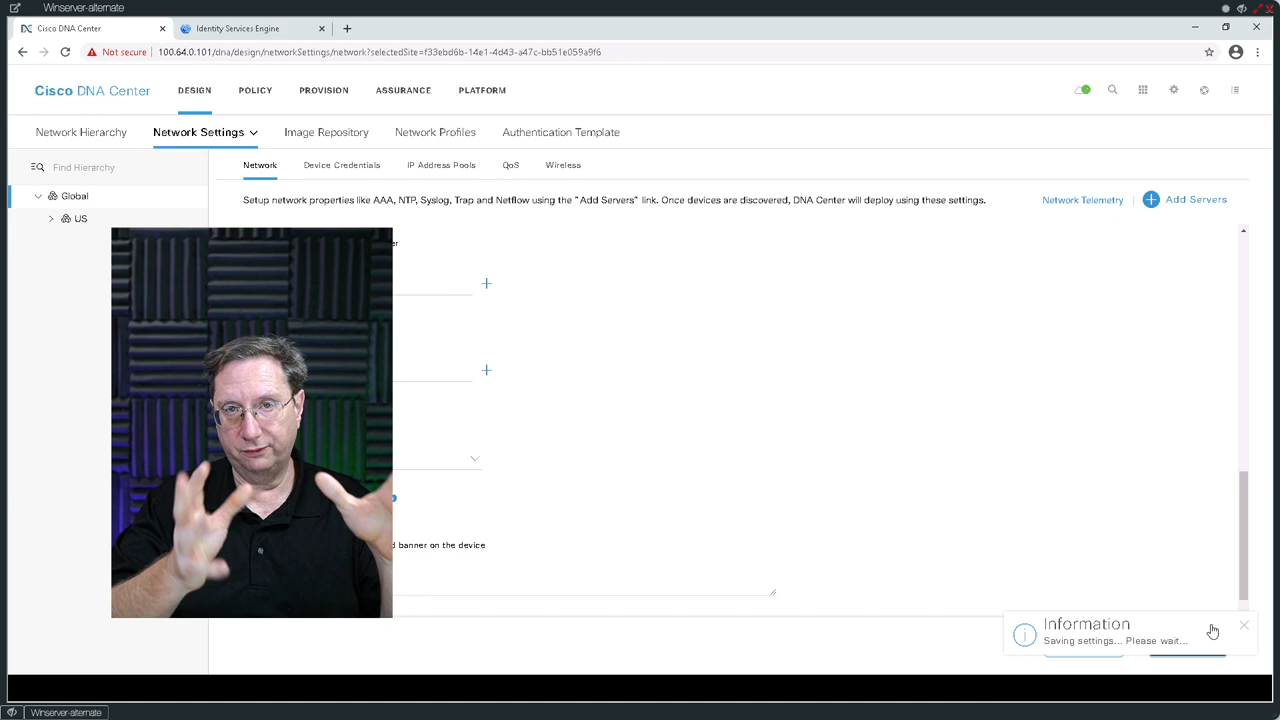 Winserver-alternate
Cisco DNA Center
Identity Services Engine
Not secure 100.64.0.101/dna/design/networkSettings/network?selectedSite=f33ebd6b-14e1-4d43-a47c-bb51e059a9f6
Cisco DNA Center DESIGN POLICY PROVISION ASSURANCE PLATFORM
Network Hierarchy Network Settings Image Repository Network Profiles Authentication Template
Find Hierarchy
Network Device Credentials IP Address Pools QoS Wireless
Global
US
Setup network properties like AAA, NTP, Syslog, Trap and Netflow using the "Add Servers" link. Once devices are discovered, DNA Center will deploy using these settings.
Network Telemetry Add Servers
er
d banner on the device
Information
Saving settings... Please wait...
Winserver-alternate